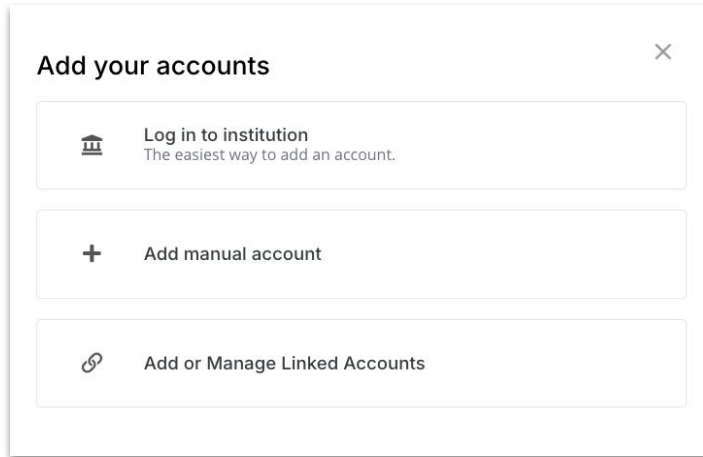 Add your accounts
Log in to institution
The easiest way to add an account.
Add manual account
Add or Manage Linked Accounts